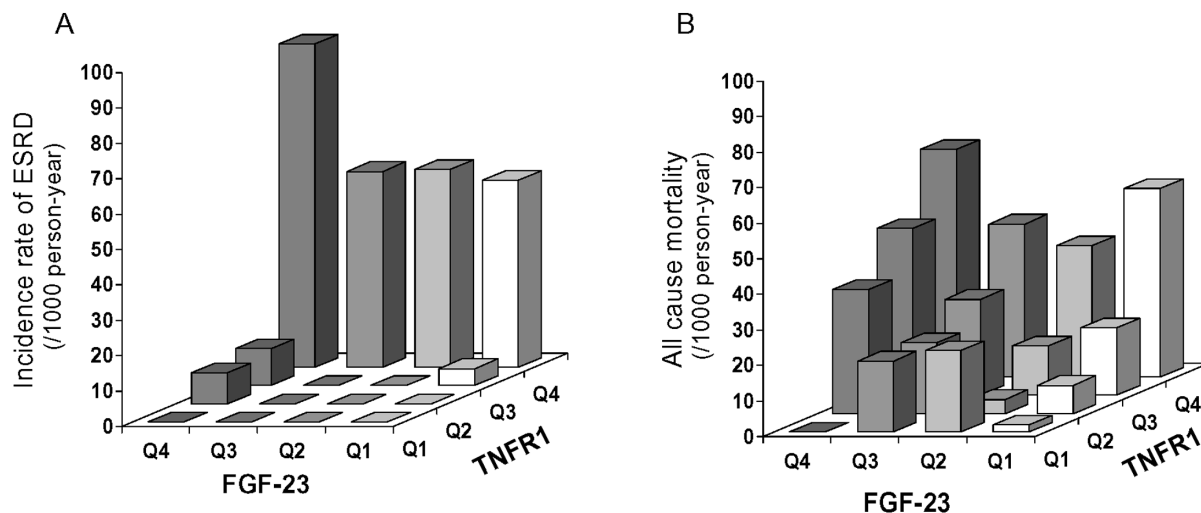 A
Incidence rate of ESRD
(/1000 person-year)
100
90
80
70
60
50
40
30
20
10
0
Q4 Q3 Q2 Q1
FGF-23
Q1
Q2
Q3
Q4
TNFR1
B
All cause mortality
(/1000 person-year)
100
90
80
70
60
50
40
30
20
10
0
Q4 Q3 Q2 Q1
FGF-23
Q1
Q2
Q3
Q4
TNFR1